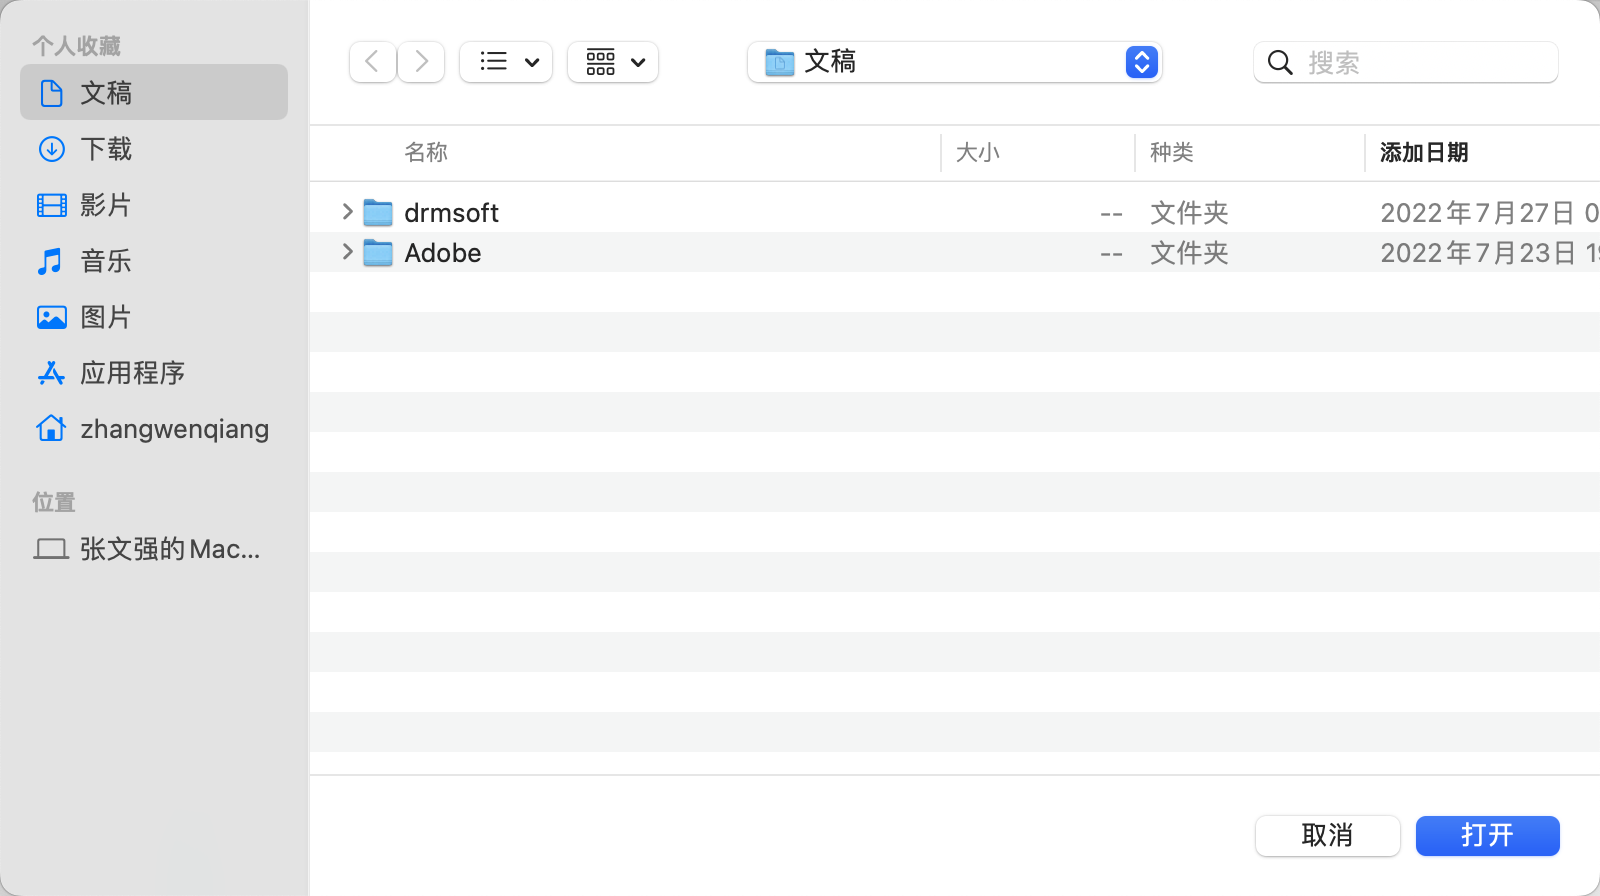 个人收藏
文稿
下载
影片
音乐
图片
应用程序
zhangwenqiang
位置
张文强的Mac...
文稿
搜索
名称 大小 种类 添加日期
drmsoft -- 文件夹 2022年7月27日 0
Adobe -- 文件夹 2022年7月23日 19
取消 打开